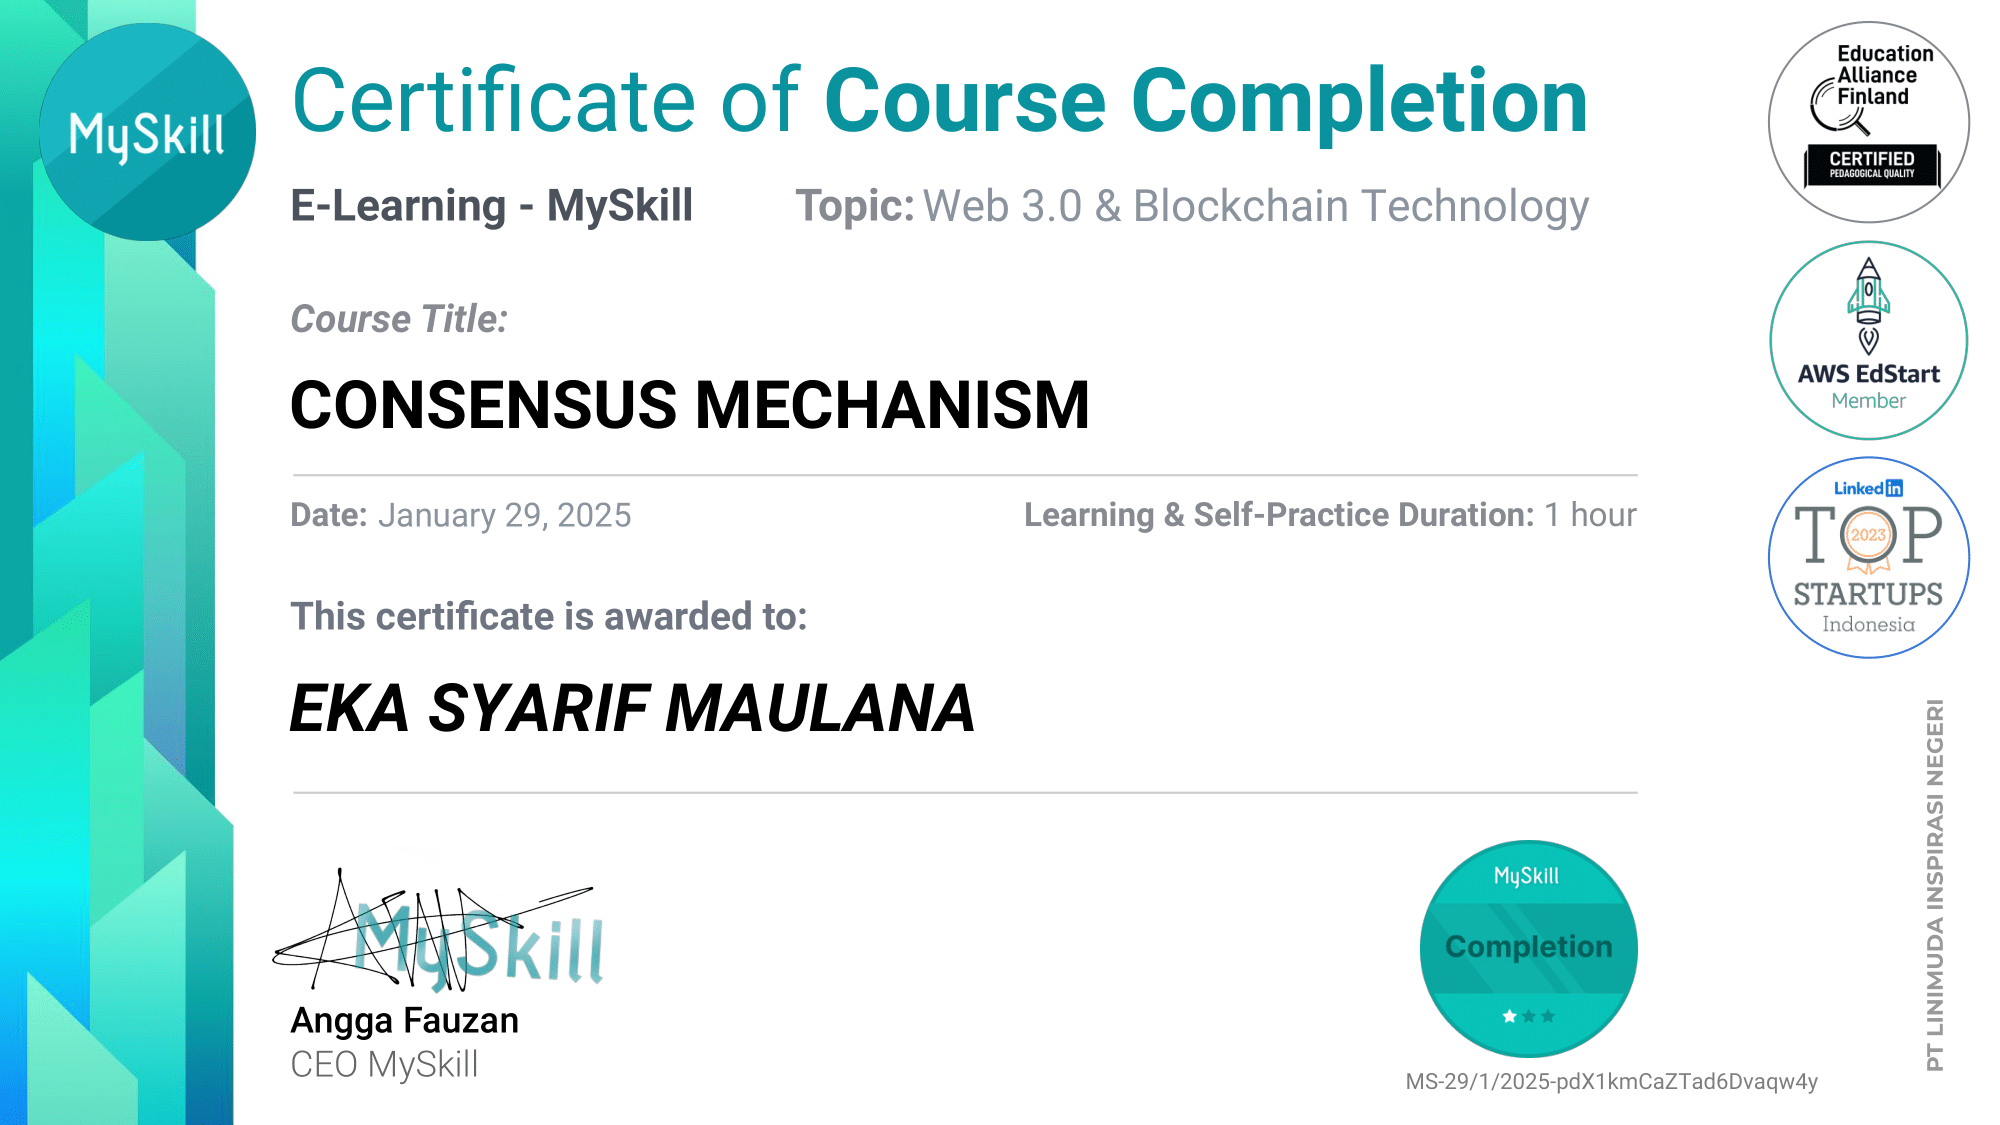 MySkill
Certificate of Course Completion
E-Learning - MySkill
Topic: Web 3.0 & Blockchain Technology
Course Title:
CONSENSUS MECHANISM
Date: January 29, 2025
Learning & Self-Practice Duration: 1 hour
This certificate is awarded to:
EKA SYARIF MAULANA
MySkill
Angga Fauzan
CEO MySkill
MySkill
Completion
MS-29/1/2025-pdX1kmCaZTad6Dvaqw4y
Education
Alliance
Finland
CERTIFIED
PEDAGOGICAL QUALITY
AWS EdStart
Member
Linked in
TOP
2023
STARTUPS
Indonesia
PT LINIMUDA INSPIRASI NEGERI